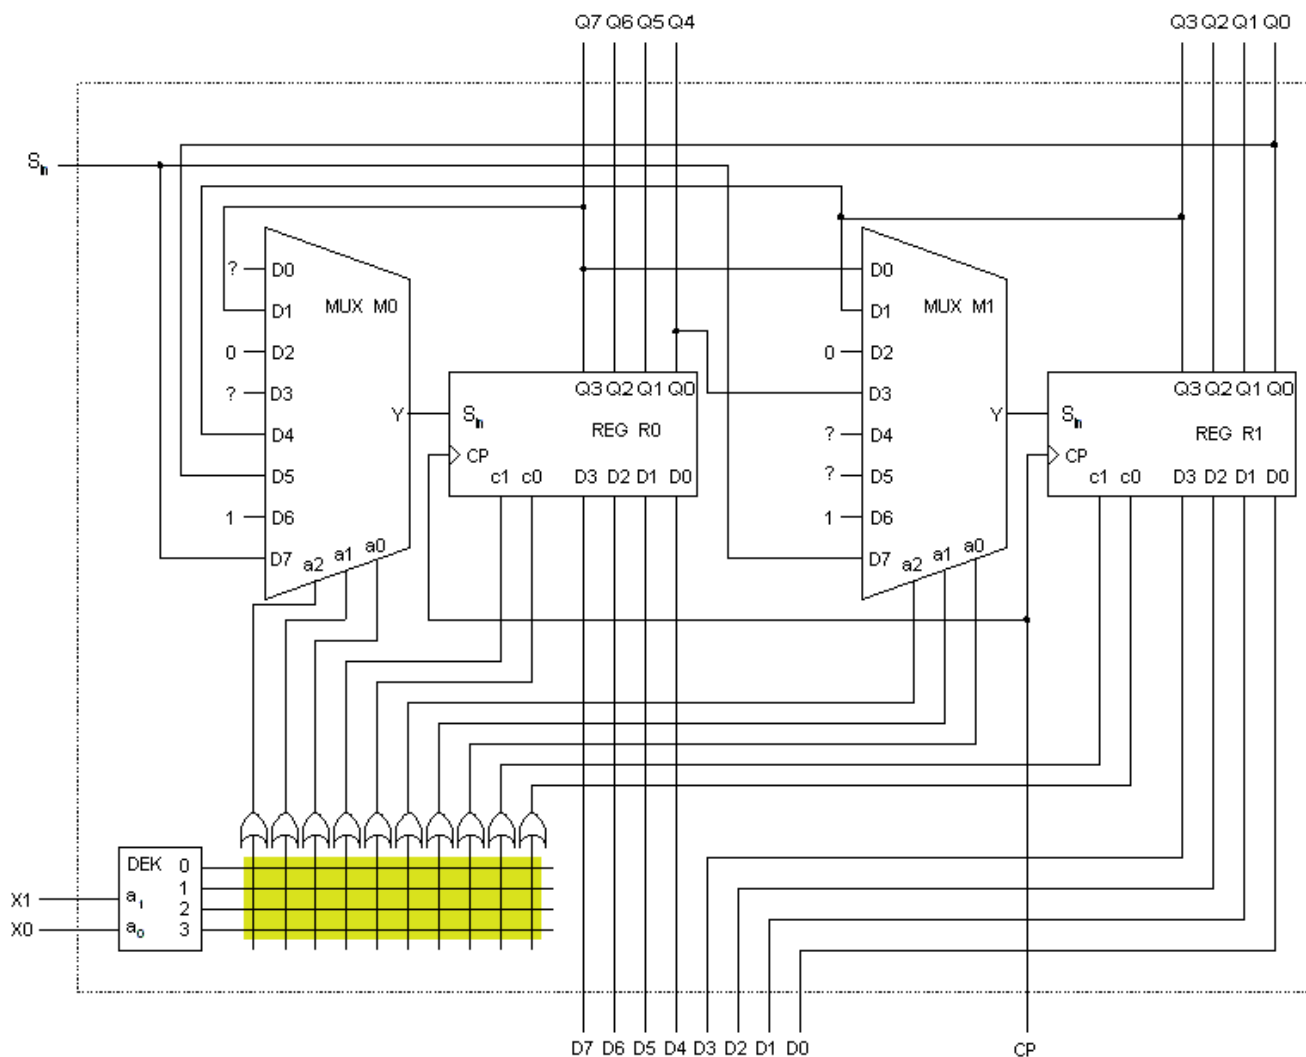 Q7 Q6 Q5 Q4 Q3 Q2 Q1 Q0
S_in
? D0 D0
D1 MUX M0 D1 MUX M1
0 D2 0 D2
? D3 Q3 Q2 Q1 Q0 D3 Q3 Q2 Q1 Q0
D4 Y S_in REG R0 ? D4 Y S_in REG R1
D5 CP ? D5 CP
c1 c0 D3 D2 D1 D0 c1 c0 D3 D2 D1 D0
1 D6 1 D6
D7 a2 a1 a0 D7 a2 a1 a0
DEK 0
1
X1 a1 2
X0 a0 3
D7 D6 D5 D4 D3 D2 D1 D0 CP